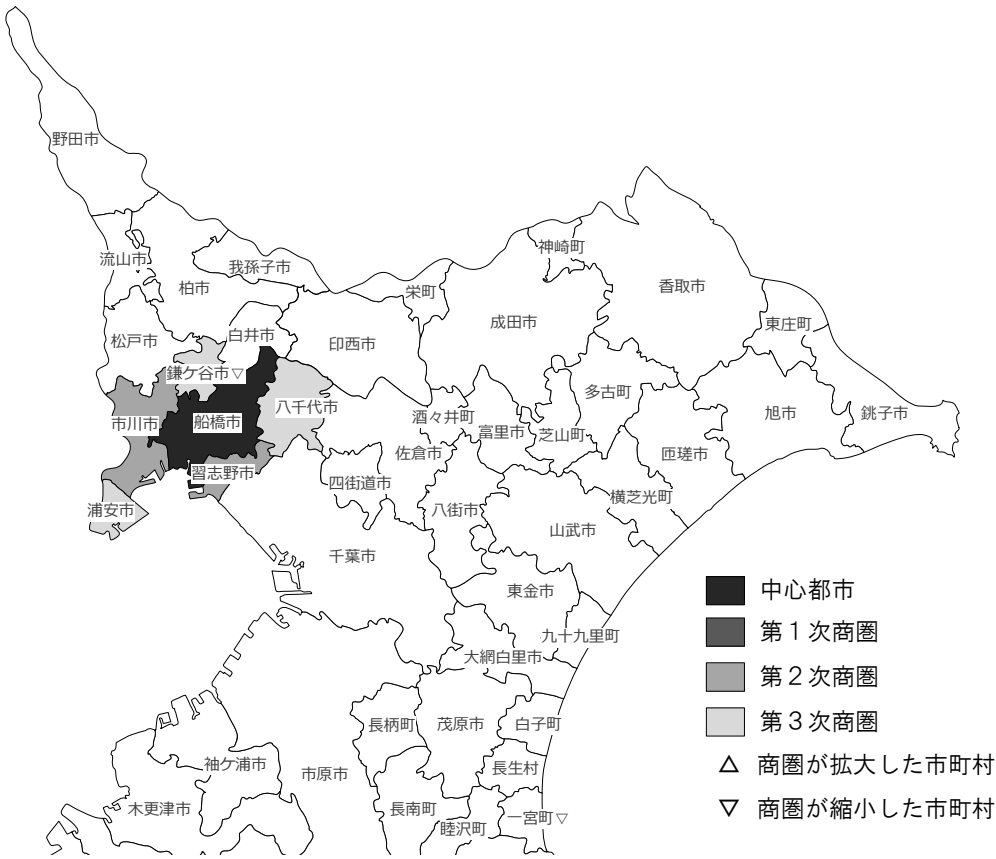 野田市
流山市
柏市
我孫子市
栄町
神崎町
香取市
成田市
東庄町
松戸市
白井市
印西市
鎌ケ谷市▽
多古町
八千代市
市川市
船橋市
酒々井町
富里市
芝山町
旭市
銚子市
佐倉市
匝瑳市
習志野市
四街道市
浦安市
八街市
横芝光町
山武市
千葉市
東金市
九十九里町
大網白里市
長柄町
茂原市
白子町
袖ケ浦市
市原市
長生村
木更津市
長南町
睦沢町
一宮町▽
中心都市
第1次商圏
第2次商圏
第3次商圏
△ 商圏が拡大した市町村
▽ 商圏が縮小した市町村